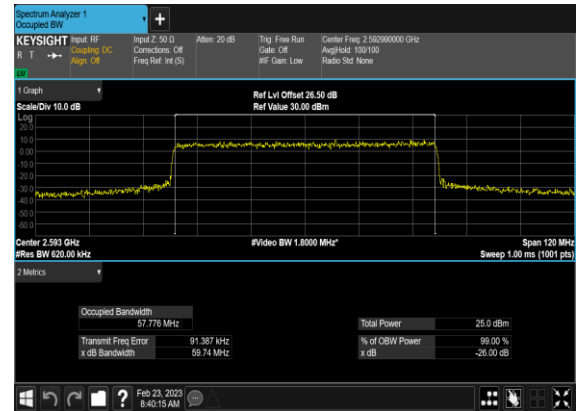 Spectrum Analyzer 1
Occupied BW
+
KEYSIGHT Input: RF Input Z: 50 Ω Atten: 20 dB Trig: Free Run Center Freq: 2.592990000 GHz
R T Coupling: DC Corrections: Off Gate: Off Avg|Hold: 100/100
Align: Off Freq Ref: Int (S) #IF Gain: Low Radio Std: None
1 Graph
Ref Lvl Offset 26.50 dB
Scale/Div 10.0 dB Ref Value 30.00 dBm
Log
20.0
10.0
0.00
-10.0
-20.0
-30.0
-40.0
-50.0
-60.0
Center 2.593 GHz #Video BW 1.8000 MHz* Span 120 MHz
#Res BW 620.00 kHz Sweep 1.00 ms (1001 pts)
2 Metrics
Occupied Bandwidth
57.776 MHz Total Power 25.0 dBm
Transmit Freq Error 91.387 kHz % of OBW Power 99.00 %
x dB Bandwidth 59.74 MHz x dB -26.00 dB
? Feb 23, 2023
8:40:15 AM